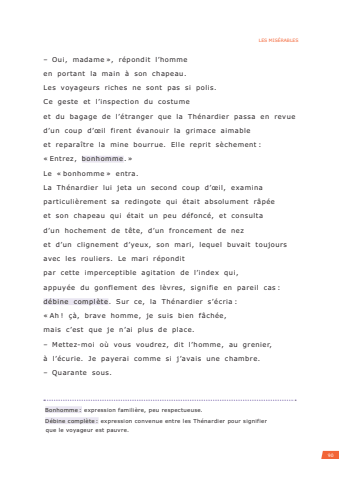 LES MISÉRABLES
– Oui, madame », répondit l’homme
en portant la main à son chapeau.
Les voyageurs riches ne sont pas si polis.
Ce geste et l’inspection du costume
et du bagage de l’étranger que la Thénardier passa en revue
d’un coup d’œil firent évanouir la grimace aimable
et reparaître la mine bourrue. Elle reprit sèchement :
« Entrez, bonhomme. »
Le « bonhomme » entra.
La Thénardier lui jeta un second coup d’œil, examina
particulièrement sa redingote qui était absolument râpée
et son chapeau qui était un peu défoncé, et consulta
d’un hochement de tête, d’un froncement de nez
et d’un clignement d’yeux, son mari, lequel buvait toujours
avec les rouliers. Le mari répondit
par cette imperceptible agitation de l’index qui,
appuyée du gonflement des lèvres, signifie en pareil cas :
débine complète. Sur ce, la Thénardier s’écria :
« Ah ! çà, brave homme, je suis bien fâchée,
mais c’est que je n’ai plus de place.
– Mettez-moi où vous voudrez, dit l’homme, au grenier,
à l’écurie. Je payerai comme si j’avais une chambre.
– Quarante sous.
Bonhomme : expression familière, peu respectueuse.
Débine complète : expression convenue entre les Thénardier pour signifier
que le voyageur est pauvre.